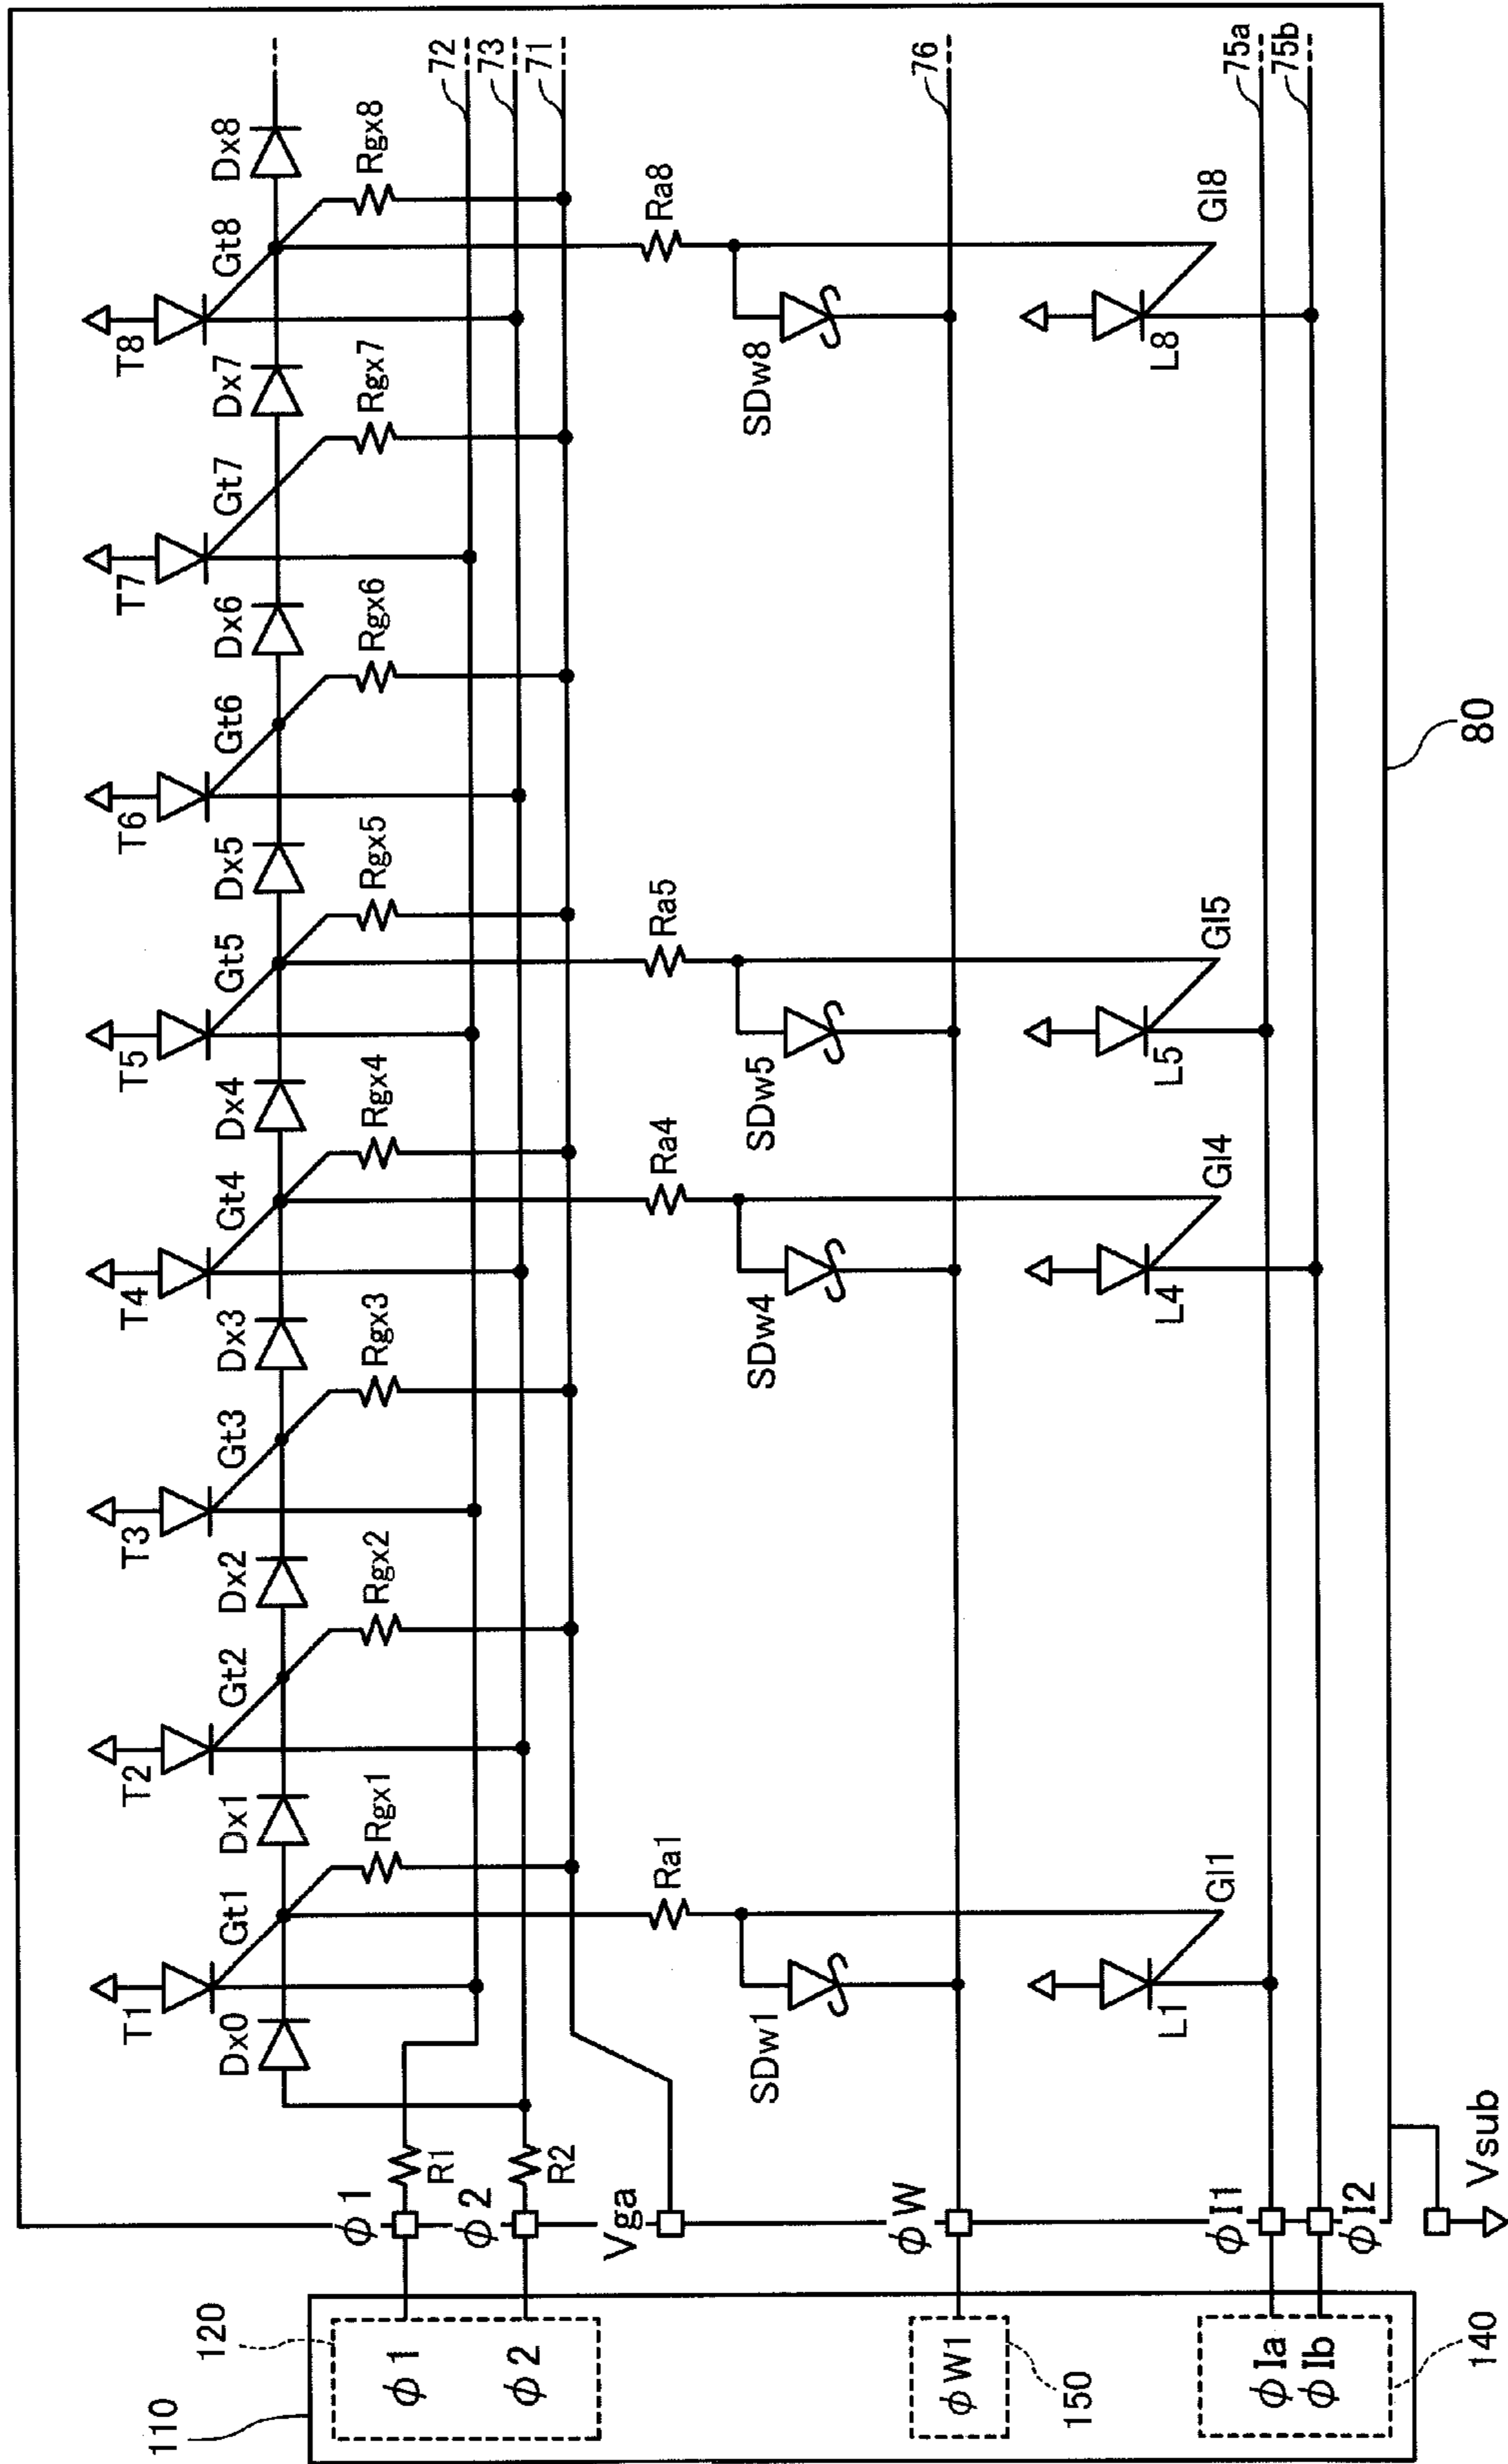 T1
T2
T3
T4
T5
T6
T7
T8
Gt1
Gt2
Gt3
Gt4
Gt5
Gt6
Gt7
Gt8
Dx0
Dx1
Dx2
Dx3
Dx4
Dx5
Dx6
Dx7
Dx8
Rgx1
Rgx2
Rgx3
Rgx4
Rgx5
Rgx6
Rgx7
Rgx8
72
73
71
110
120
φ1
φ2
φ1
φ2
R1
R2
Vga
Ra1
Ra4
Ra5
Ra8
SDw1
SDw4
SDw5
SDw8
76
φW1
φW
150
L1
L4
L5
L8
Gl1
Gl4
Gl5
Gl8
75a
75b
φIa
φIb
φI1
φI2
140
Vsub
80